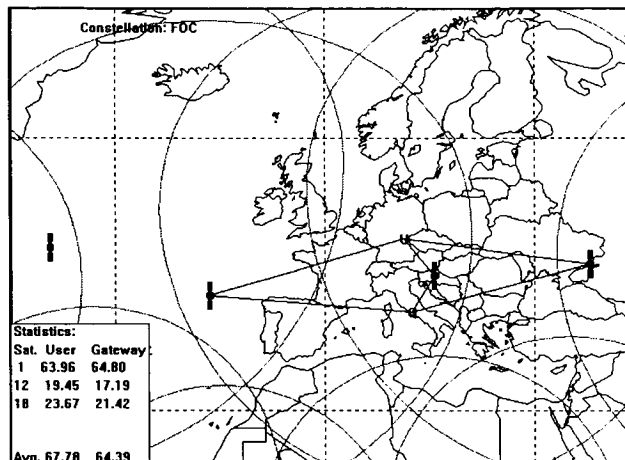 Constellation: FOC
u
g
Statistics:
Sat. User Gateway
1 63.96 64.80
12 19.45 17.19
18 23.67 21.42
Avn. 67.78 64.39